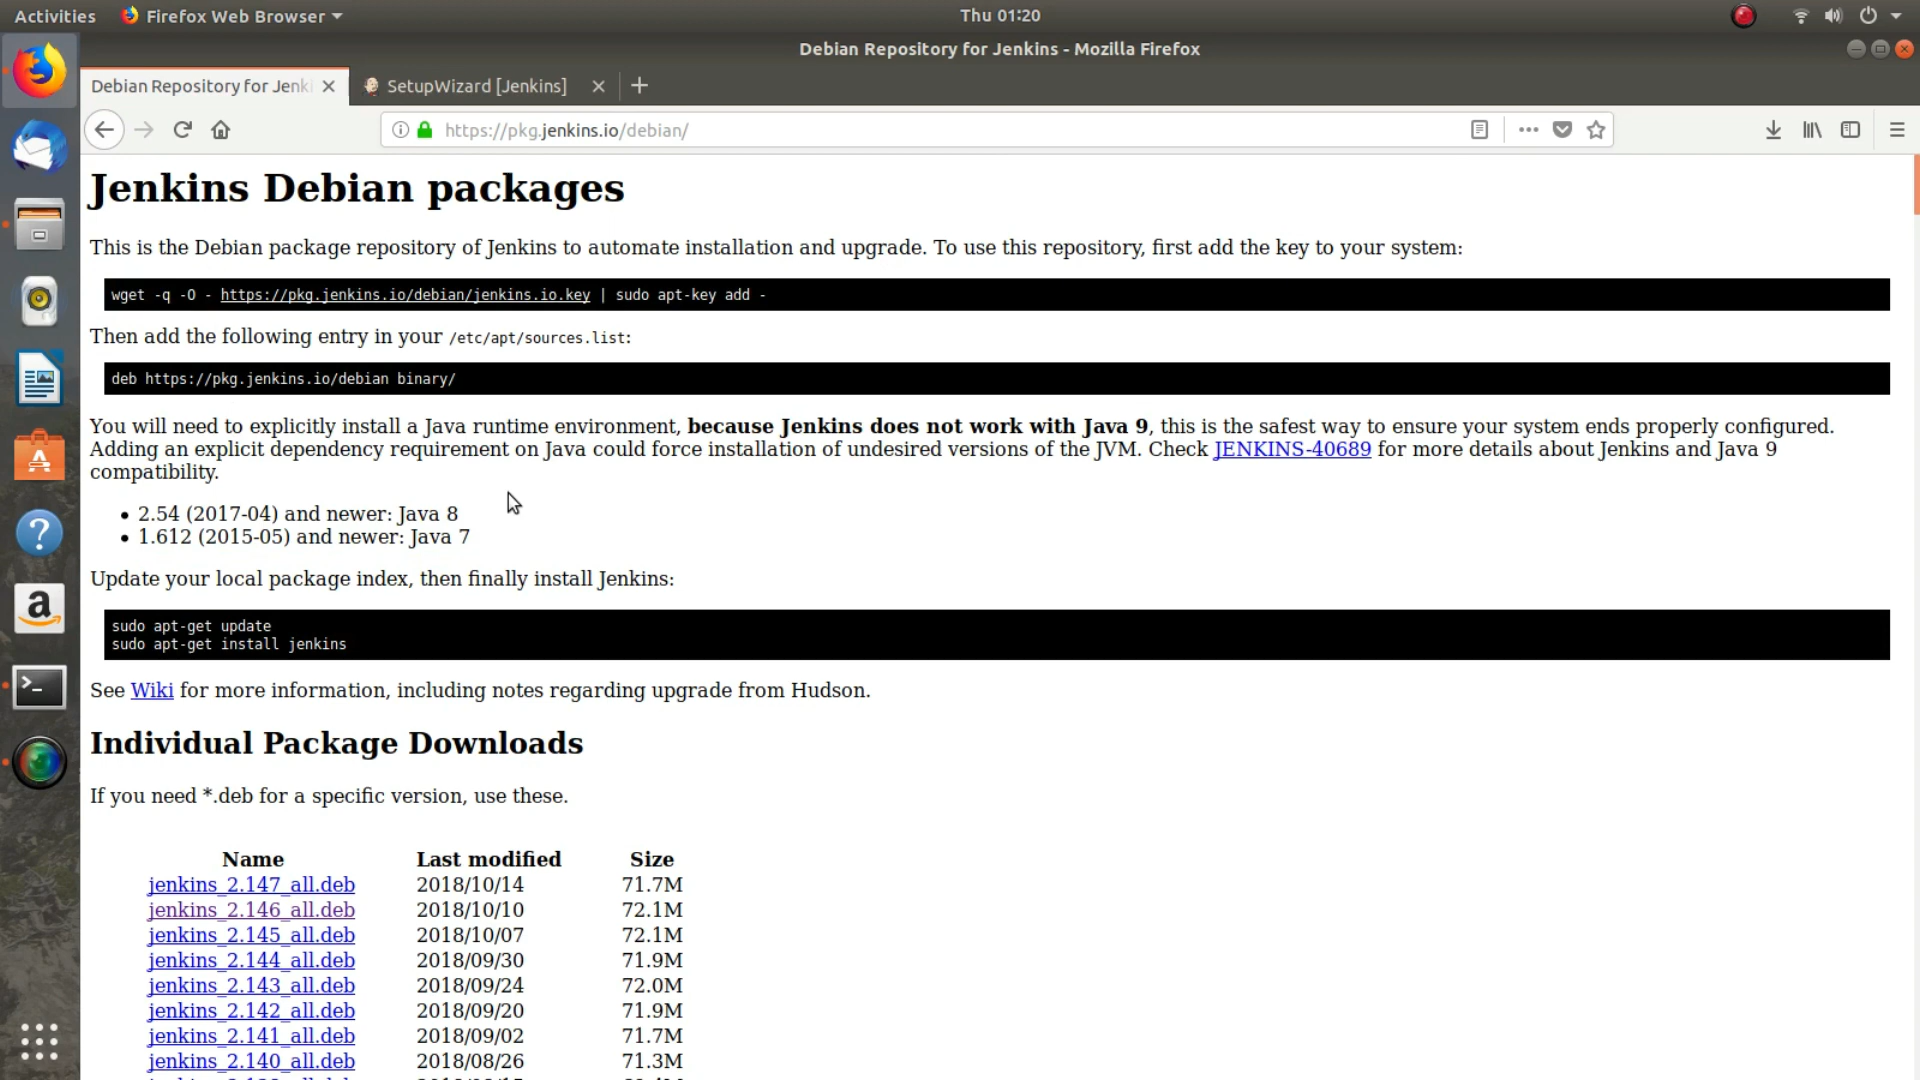 Activities Firefox Web Browser Thu 01:20
Debian Repository for Jenkins - Mozilla Firefox
Debian Repository for Jenki SetupWizard [Jenkins]
https://pkg.jenkins.io/debian/
Jenkins Debian packages
This is the Debian package repository of Jenkins to automate installation and upgrade. To use this repository, first add the key to your system:
wget -q -O - https://pkg.jenkins.io/debian/jenkins.io.key | sudo apt-key add -
Then add the following entry in your /etc/apt/sources.list:
deb https://pkg.jenkins.io/debian binary/
You will need to explicitly install a Java runtime environment, because Jenkins does not work with Java 9, this is the safest way to ensure your system ends properly configured.
Adding an explicit dependency requirement on Java could force installation of undesired versions of the JVM. Check JENKINS-40689 for more details about Jenkins and Java 9
compatibility.
• 2.54 (2017-04) and newer: Java 8
• 1.612 (2015-05) and newer: Java 7
Update your local package index, then finally install Jenkins:
sudo apt-get update
sudo apt-get install jenkins
See Wiki for more information, including notes regarding upgrade from Hudson.
Individual Package Downloads
If you need *.deb for a specific version, use these.
Name Last modified Size
jenkins_2.147_all.deb 2018/10/14 71.7M
jenkins_2.146_all.deb 2018/10/10 72.1M
jenkins_2.145_all.deb 2018/10/07 72.1M
jenkins_2.144_all.deb 2018/09/30 71.9M
jenkins_2.143_all.deb 2018/09/24 72.0M
jenkins_2.142_all.deb 2018/09/20 71.9M
jenkins_2.141_all.deb 2018/09/02 71.7M
jenkins_2.140_all.deb 2018/08/26 71.3M